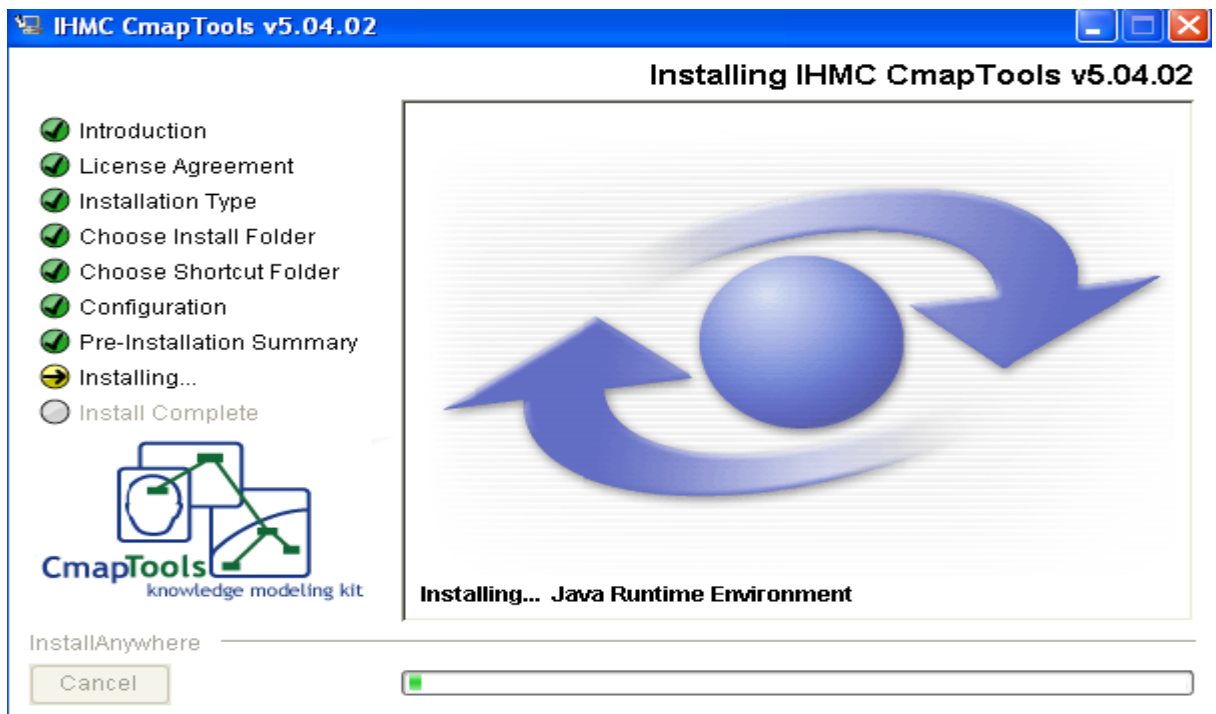 IHMC CmapTools v5.04.02
Installing IHMC CmapTools v5.04.02
Introduction
License Agreement
Installation Type
Choose Install Folder
Choose Shortcut Folder
Configuration
Pre-Installation Summary
Installing...
Install Complete
CmapTools
knowledge modeling kit
Installing... Java Runtime Environment
InstallAnywhere
Cancel